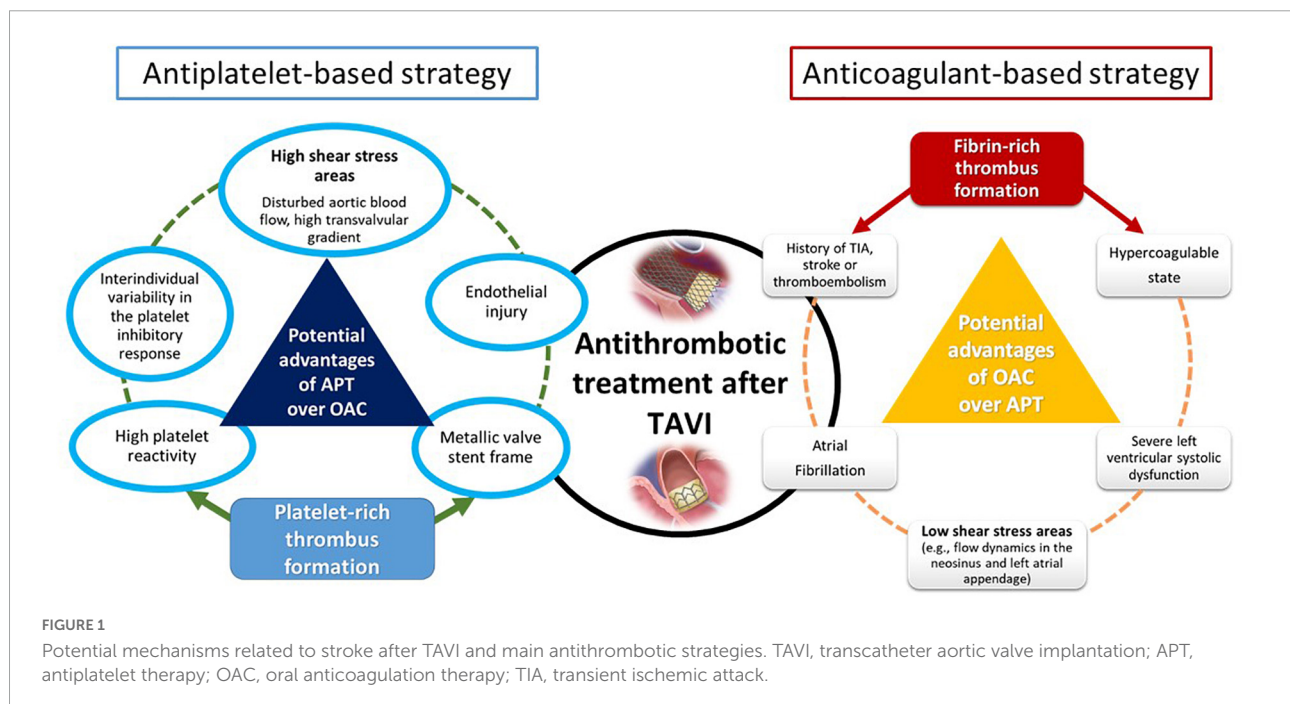 Antiplatelet-based strategy
High shear stress
areas
Disturbed aortic blood
flow, high transvalvular
gradient
Interindividual
variability in
the platelet
inhibitory
response
Endothelial
injury
Potential
advantages
of APT
over OAC
High platelet
reactivity
Metallic valve
stent frame
Platelet-rich
thrombus
formation
Antithrombotic
treatment after
TAVI
Anticoagulant-based strategy
Fibrin-rich
thrombus
formation
History of TIA,
stroke or
thromboembolism
Hypercoagulable
state
Potential
advantages
of OAC
over APT
Atrial
Fibrillation
Severe left
ventricular systolic
dysfunction
Low shear stress areas
(e.g., flow dynamics in the
neosinus and left atrial
appendage)
FIGURE 1
Potential mechanisms related to stroke after TAVI and main antithrombotic strategies. TAVI, transcatheter aortic valve implantation; APT,
antiplatelet therapy; OAC, oral anticoagulation therapy; TIA, transient ischemic attack.